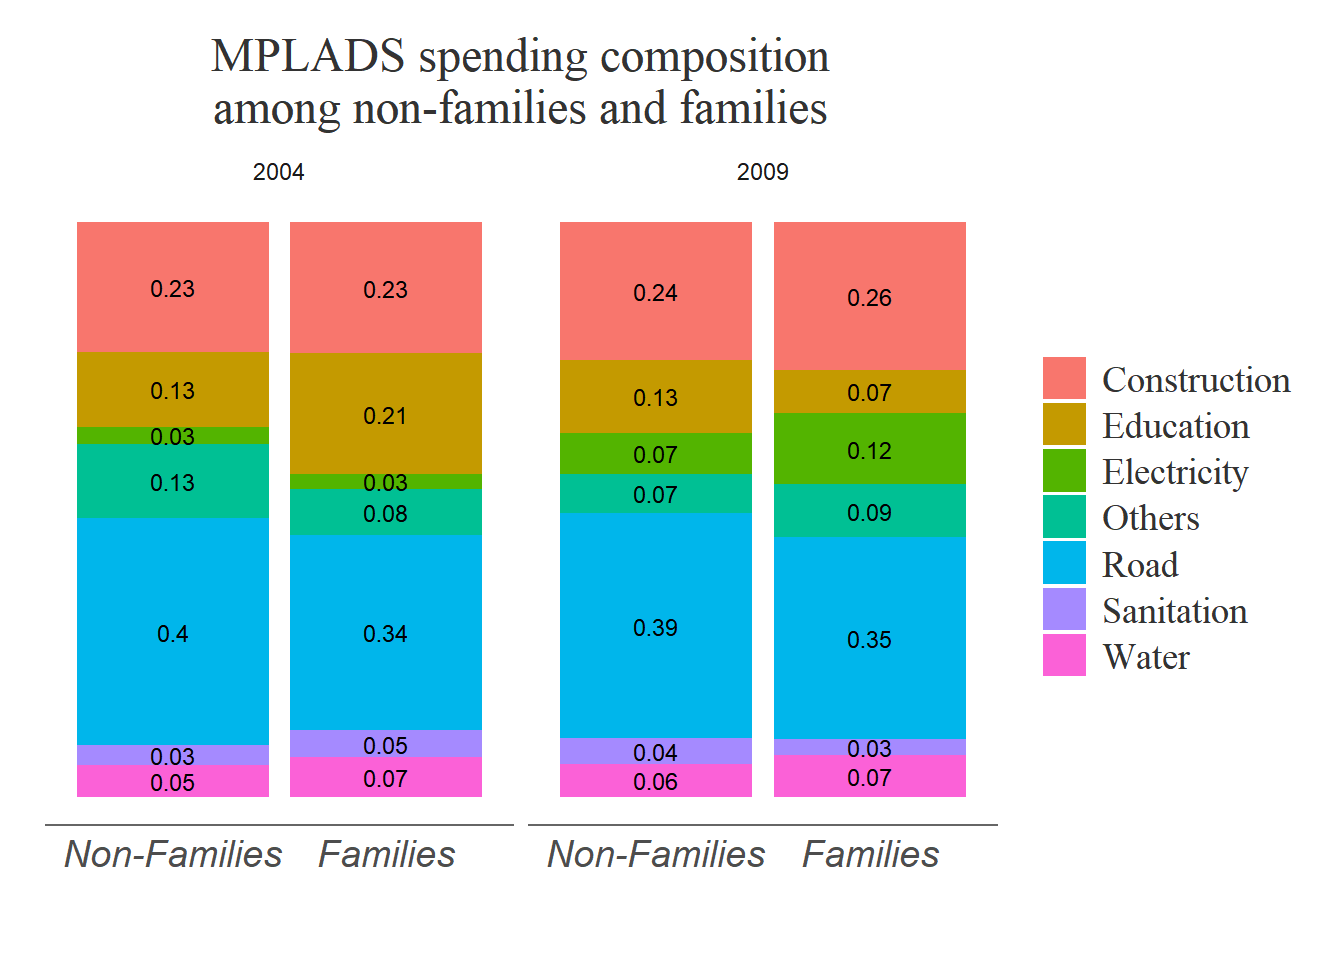 MPLADS spending composition
among non-families and families
2004
0.23
0.13
0.03
0.13
0.4
0.03
0.05
0.23
0.21
0.03
0.08
0.34
0.05
0.07
Non-Families
Families
2009
0.24
0.13
0.07
0.07
0.39
0.04
0.06
0.26
0.07
0.12
0.09
0.35
0.03
0.07
Non-Families
Families
Construction
Education
Electricity
Others
Road
Sanitation
Water